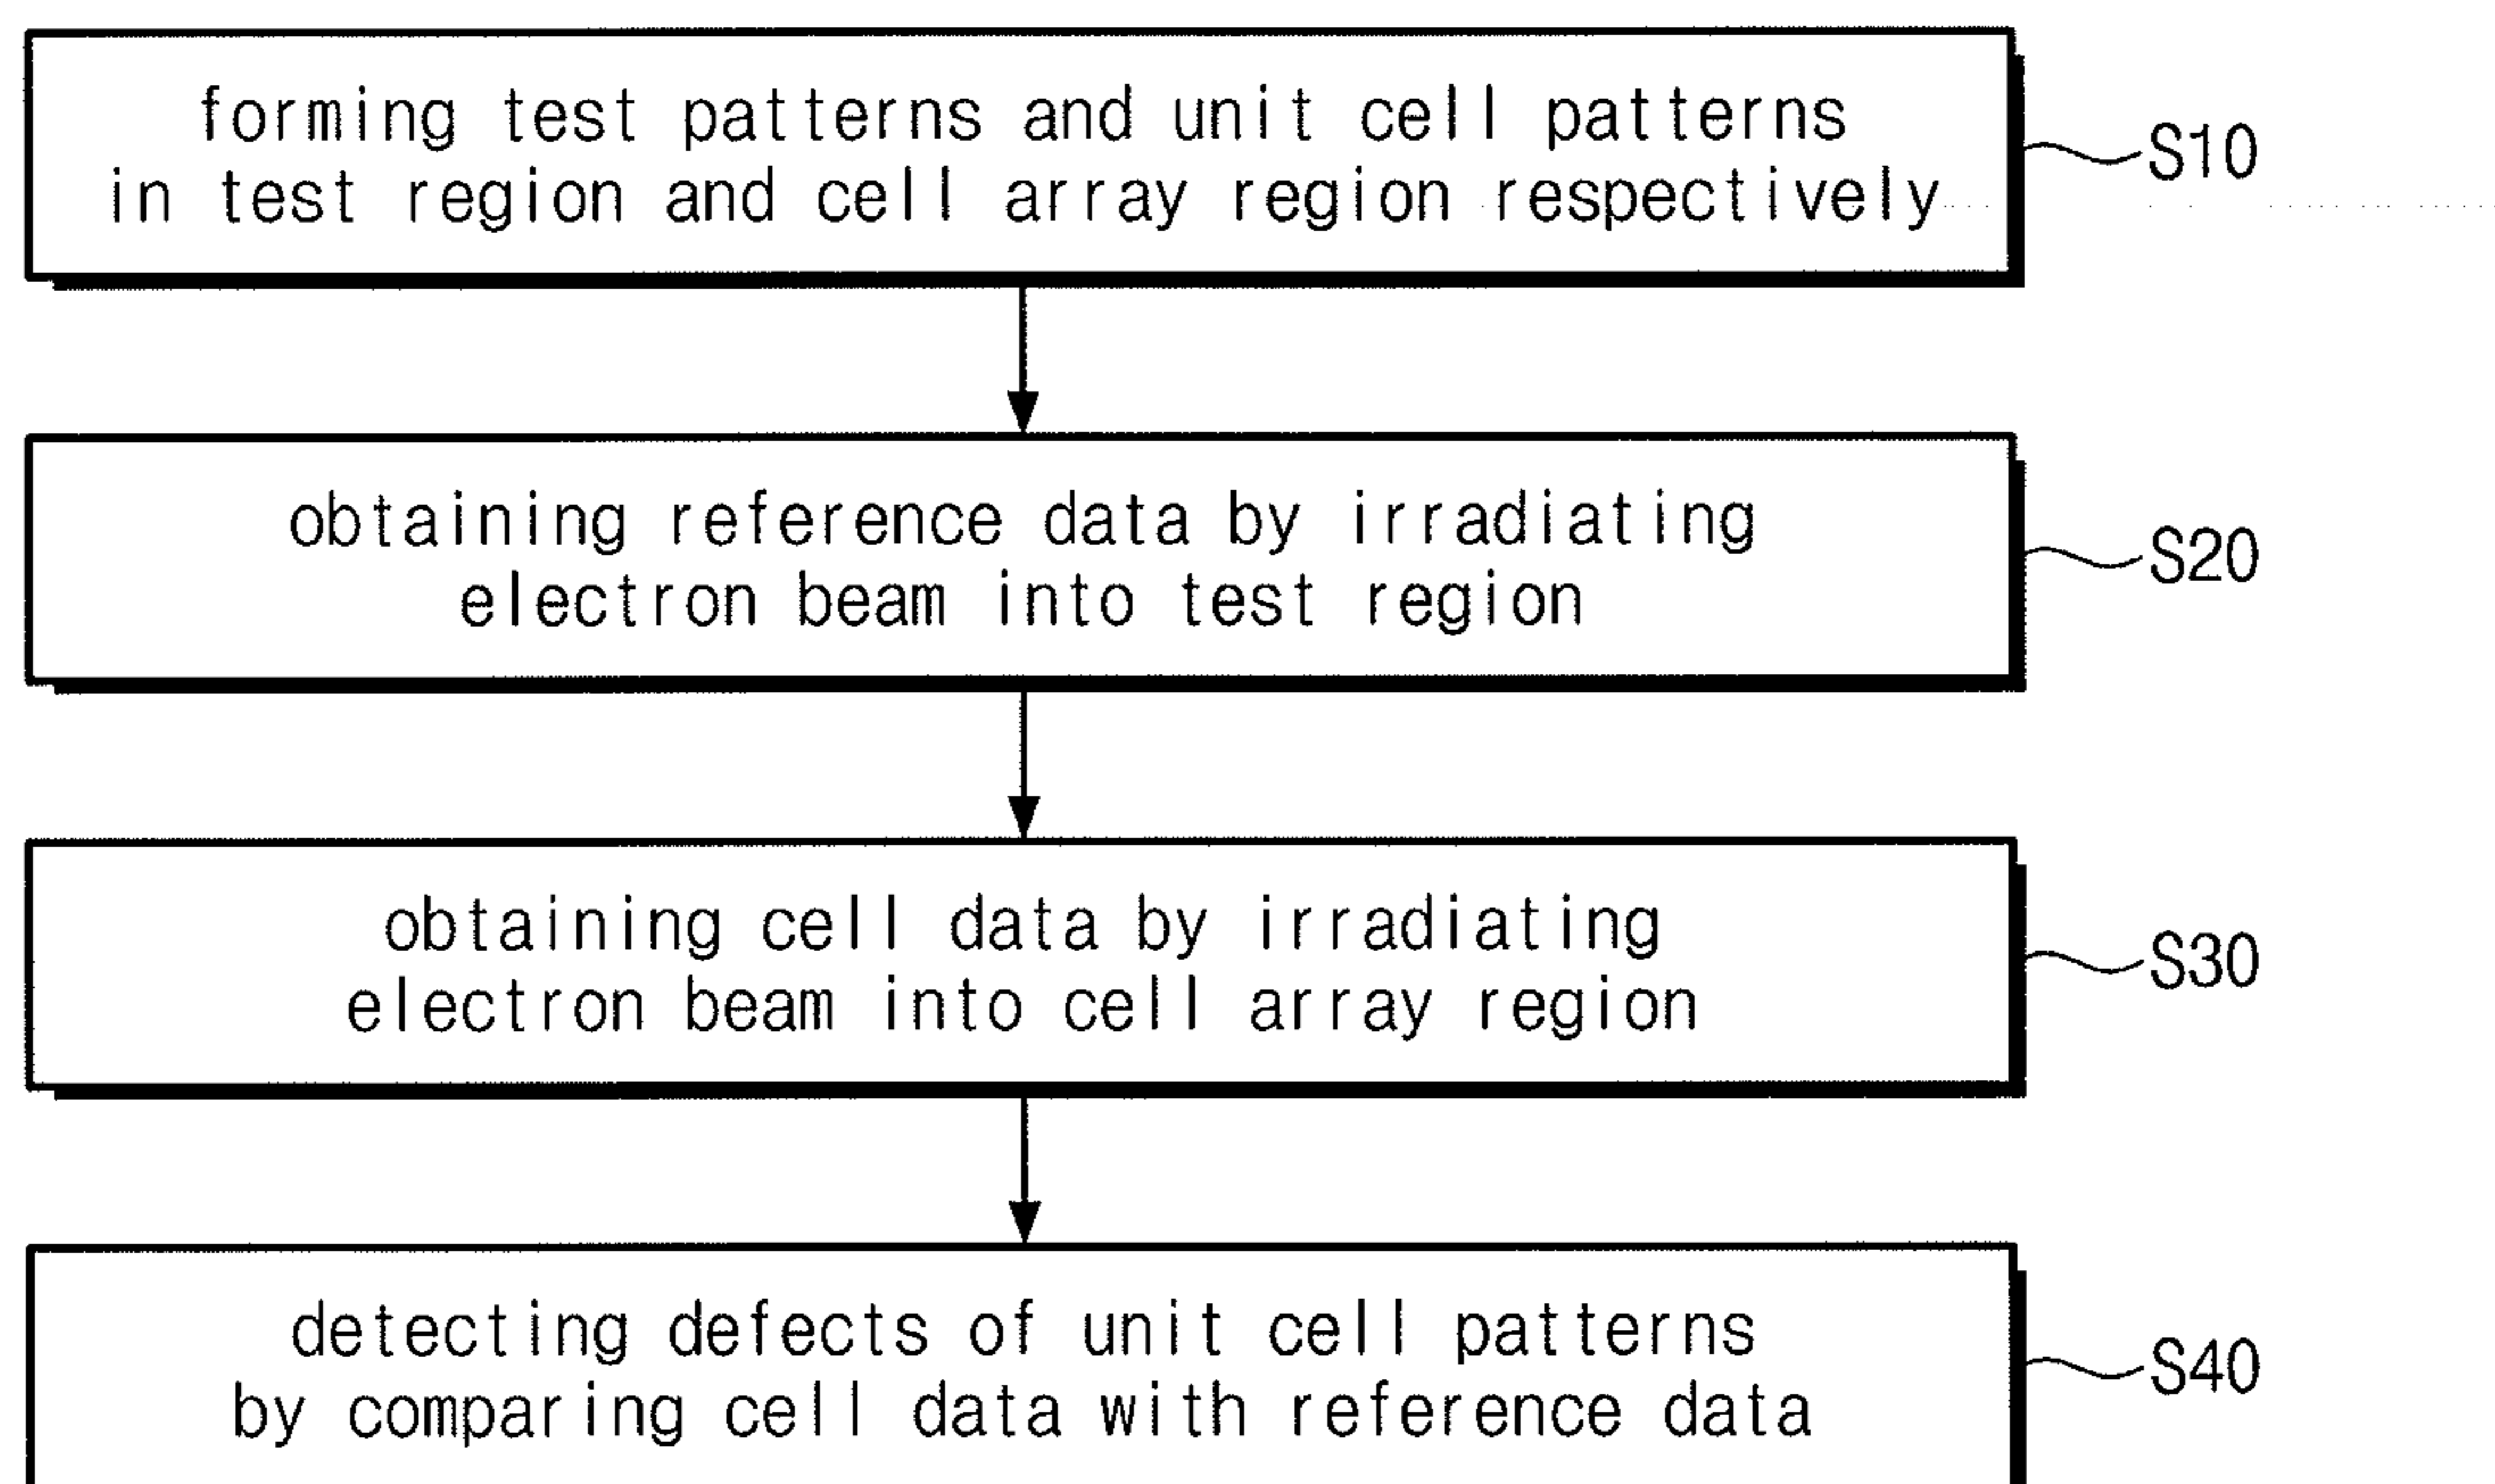 forming test patterns and unit cell patterns
in test region and cell array region respectively
S10
obtaining reference data by irradiating
electron beam into test region
S20
obtaining cell data by irradiating
electron beam into cell array region
S30
detecting defects of unit cell patterns
by comparing cell data with reference data
S40